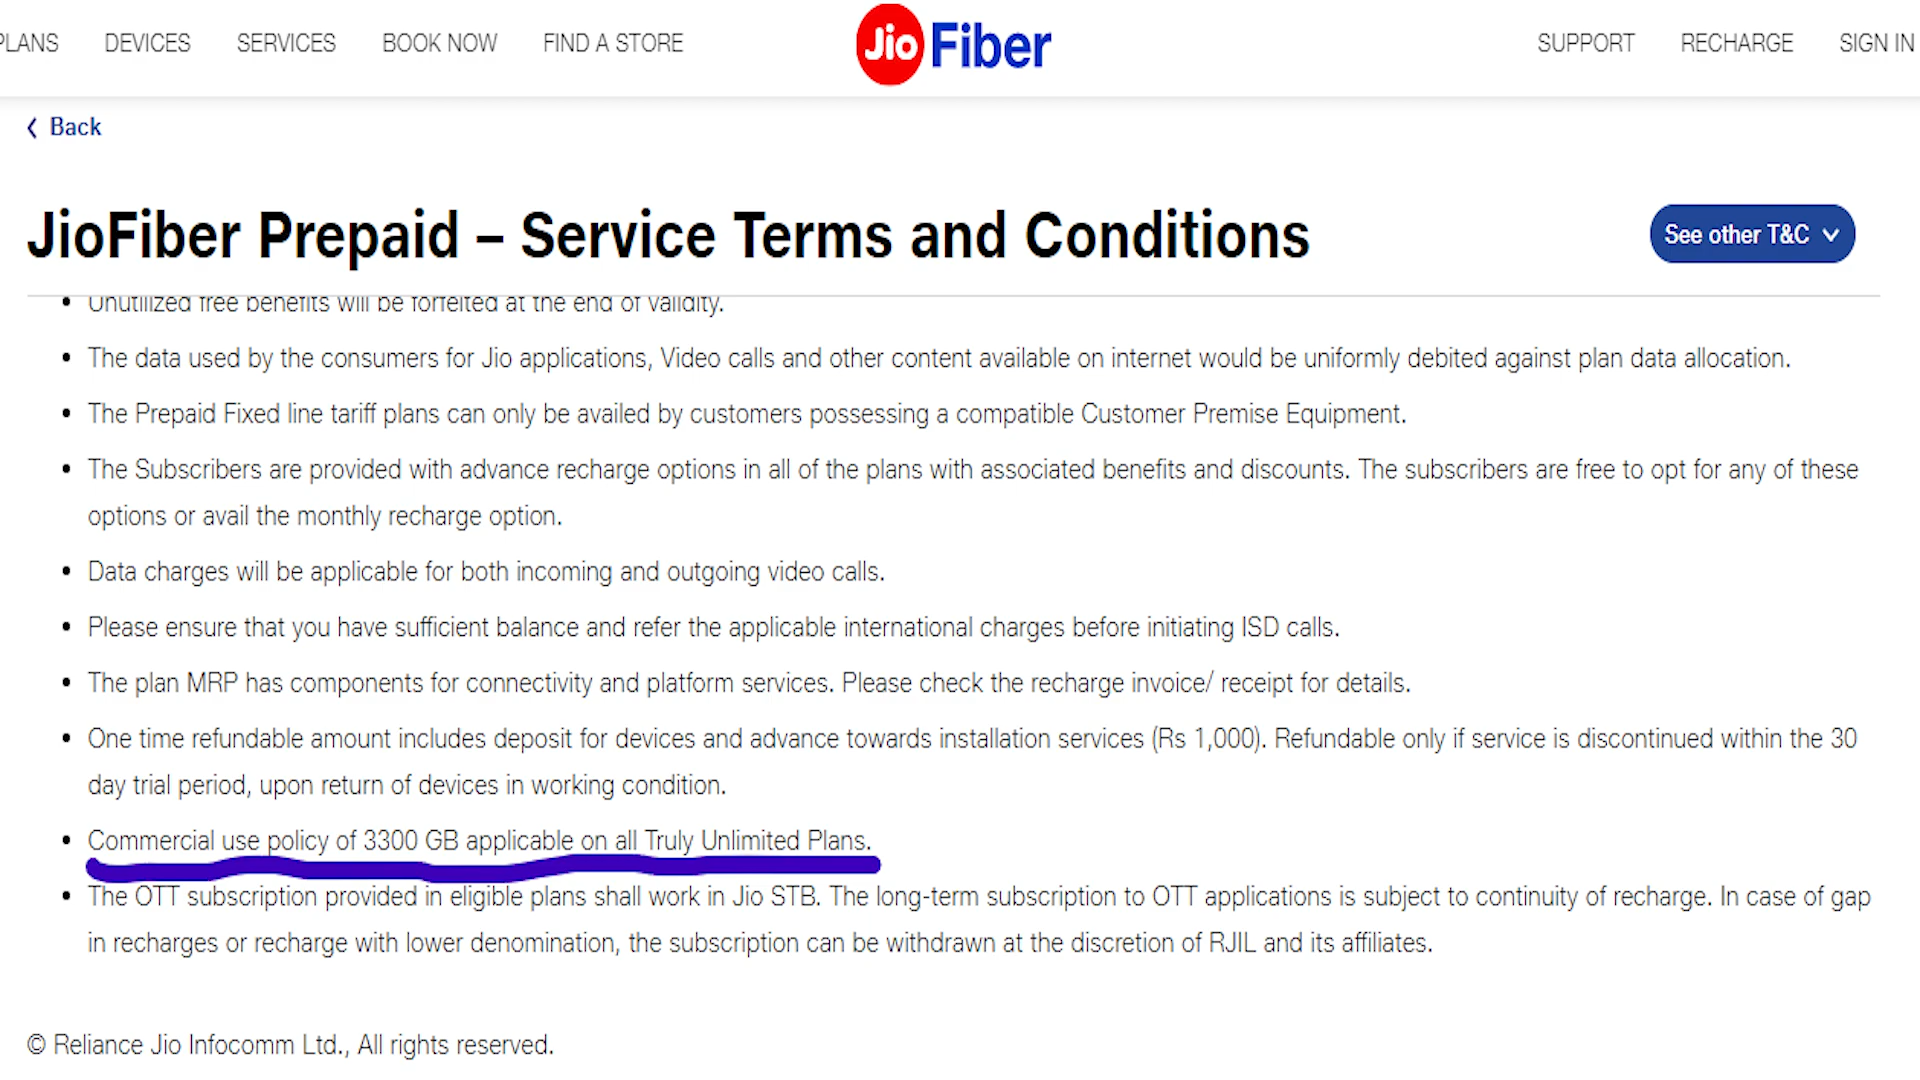 PLANS DEVICES SERVICES BOOK NOW FIND A STORE Jio Fiber SUPPORT RECHARGE SIGN IN
Back
JioFiber Prepaid – Service Terms and Conditions See other T&C
• Unutilized free benefits will be forfeited at the end of validity.
• The data used by the consumers for Jio applications, Video calls and other content available on internet would be uniformly debited against plan data allocation.
• The Prepaid Fixed line tariff plans can only be availed by customers possessing a compatible Customer Premise Equipment.
• The Subscribers are provided with advance recharge options in all of the plans with associated benefits and discounts. The subscribers are free to opt for any of these
options or avail the monthly recharge option.
• Data charges will be applicable for both incoming and outgoing video calls.
• Please ensure that you have sufficient balance and refer the applicable international charges before initiating ISD calls.
• The plan MRP has components for connectivity and platform services. Please check the recharge invoice/ receipt for details.
• One time refundable amount includes deposit for devices and advance towards installation services (Rs 1,000). Refundable only if service is discontinued within the 30
day trial period, upon return of devices in working condition.
• Commercial use policy of 3300 GB applicable on all Truly Unlimited Plans.
• The OTT subscription provided in eligible plans shall work in Jio STB. The long-term subscription to OTT applications is subject to continuity of recharge. In case of gap
in recharges or recharge with lower denomination, the subscription can be withdrawn at the discretion of RJIL and its affiliates.
© Reliance Jio Infocomm Ltd., All rights reserved.